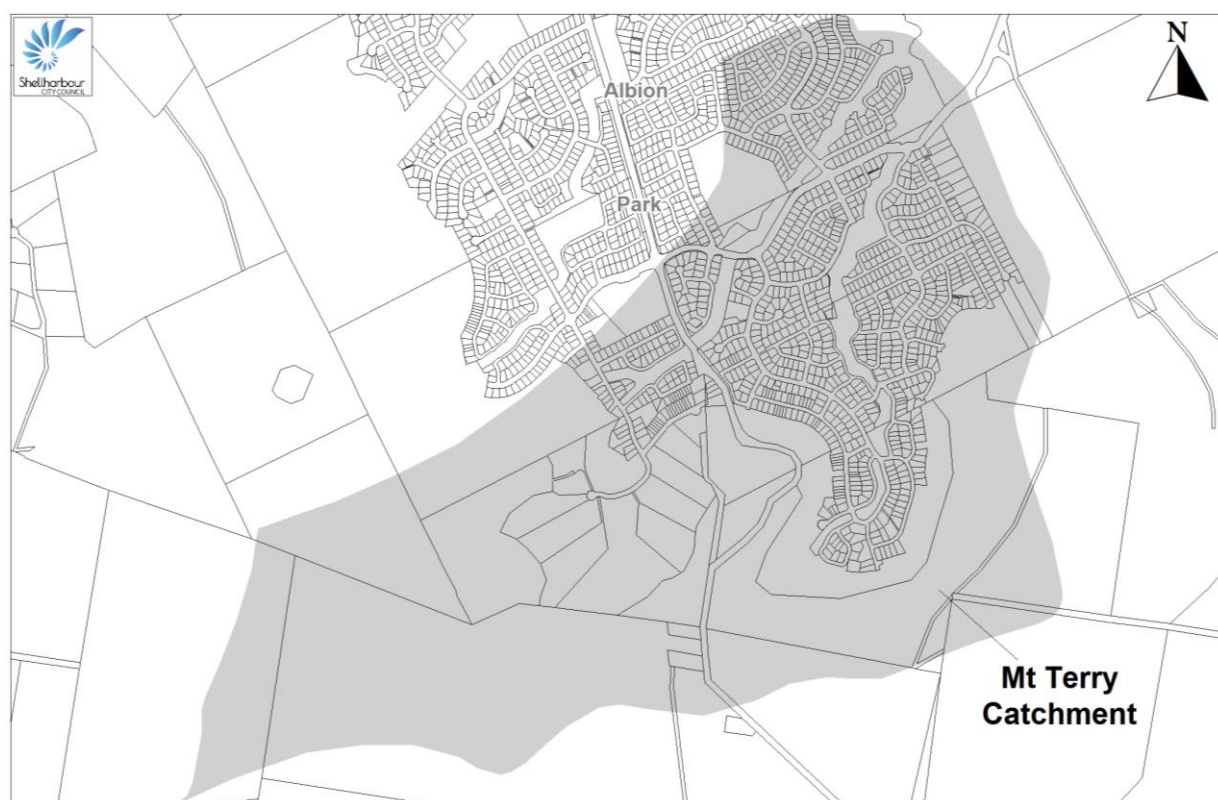 Shellharbour
CITY COUNCIL
N
Albion
Park
Mt Terry
Catchment